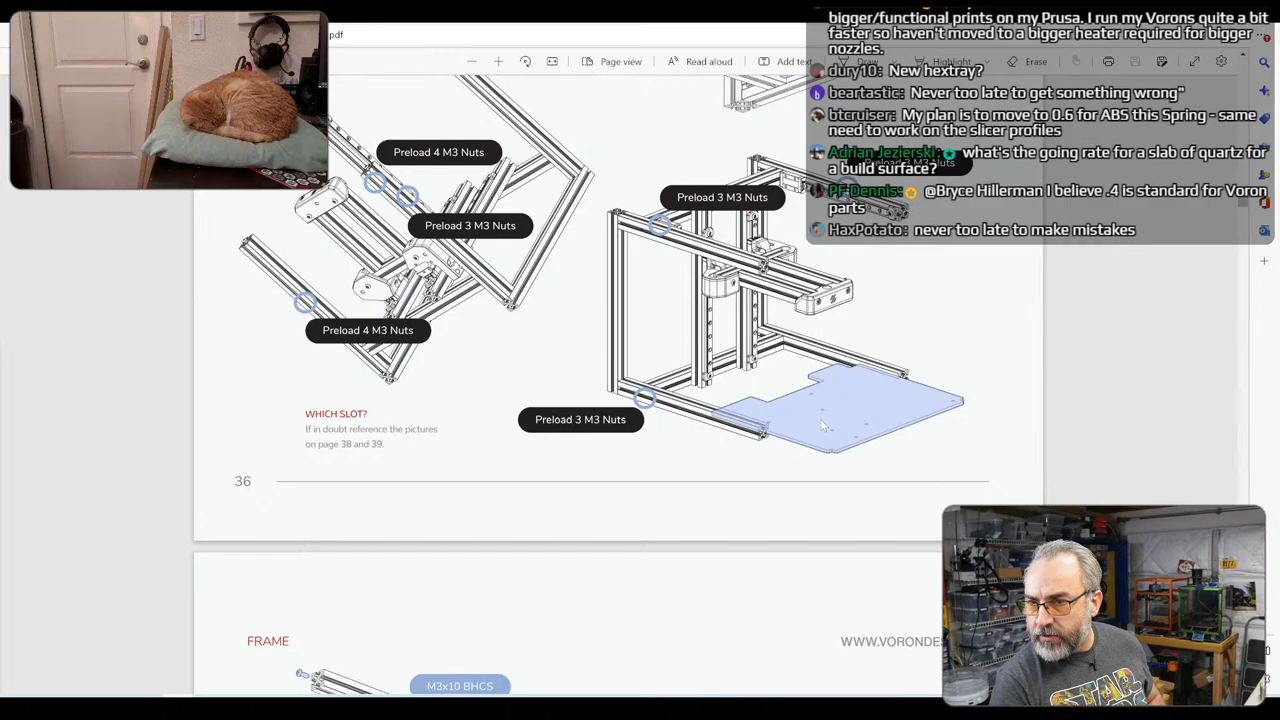 .pdf
Page view
Read aloud
Add text
Draw
Highlight
Erase
bigger/functional prints on my Prusa. I run my Vorons quite a bit
faster so haven't moved to a bigger heater required for bigger
nozzles.
dury10: New hextray?
beartastic: Never too late to get something wrong"
btcruiser: My plan is to move to 0.6 for ABS this Spring - same
need to work on the slicer profiles
Adrian Jezierski: what's the going rate for a slab of quartz for
a build surface?
PF Dennis: @Bryce Hillerman I believe .4 is standard for Voron
parts
HaxPotato: never too late to make mistakes
Preload 4 M3 Nuts
Preload 3 M3 Nuts
Preload 3 M3 Nuts
Preload 4 M3 Nuts
Preload 3 M3 Nuts
WHICH SLOT?
If in doubt reference the pictures
on page 38 and 39.
36
FRAME
WWW.VORONDES
M3x10 BHCS
STAR